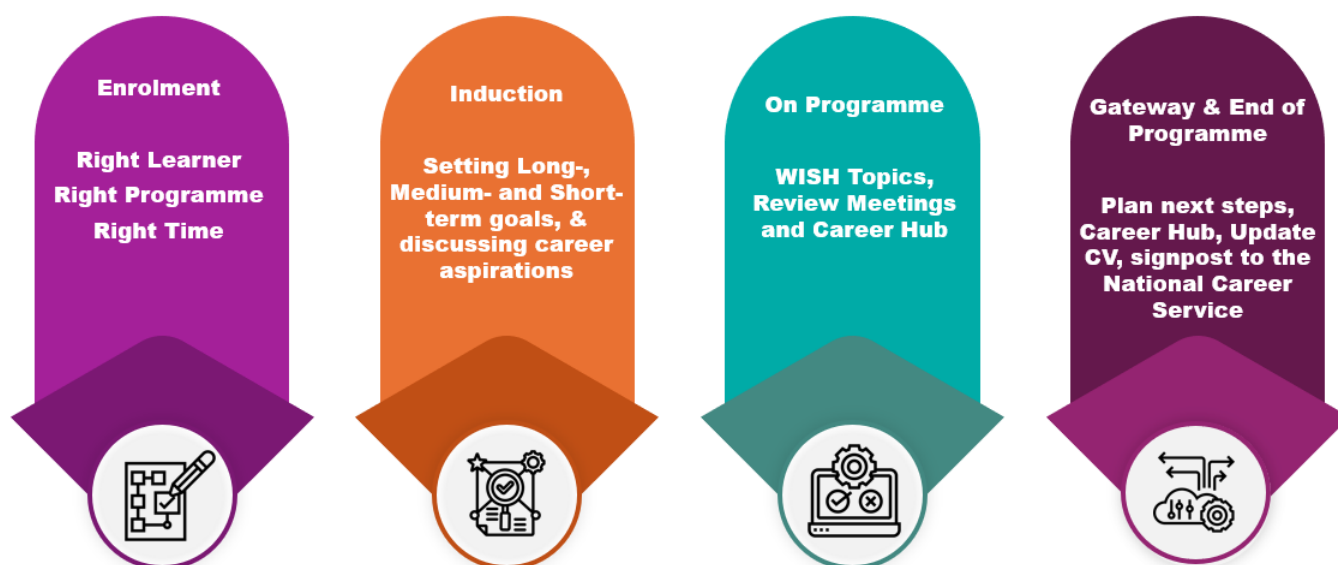 Enrolment
Right Learner
Right Programme
Right Time
Induction
Setting Long-,
Medium- and Short-
term goals, &
discussing career
aspirations
On Programme
WISH Topics,
Review Meetings
and Career Hub
Gateway & End of
Programme
Plan next steps,
Career Hub, Update
CV, signpost to the
National Career
Service